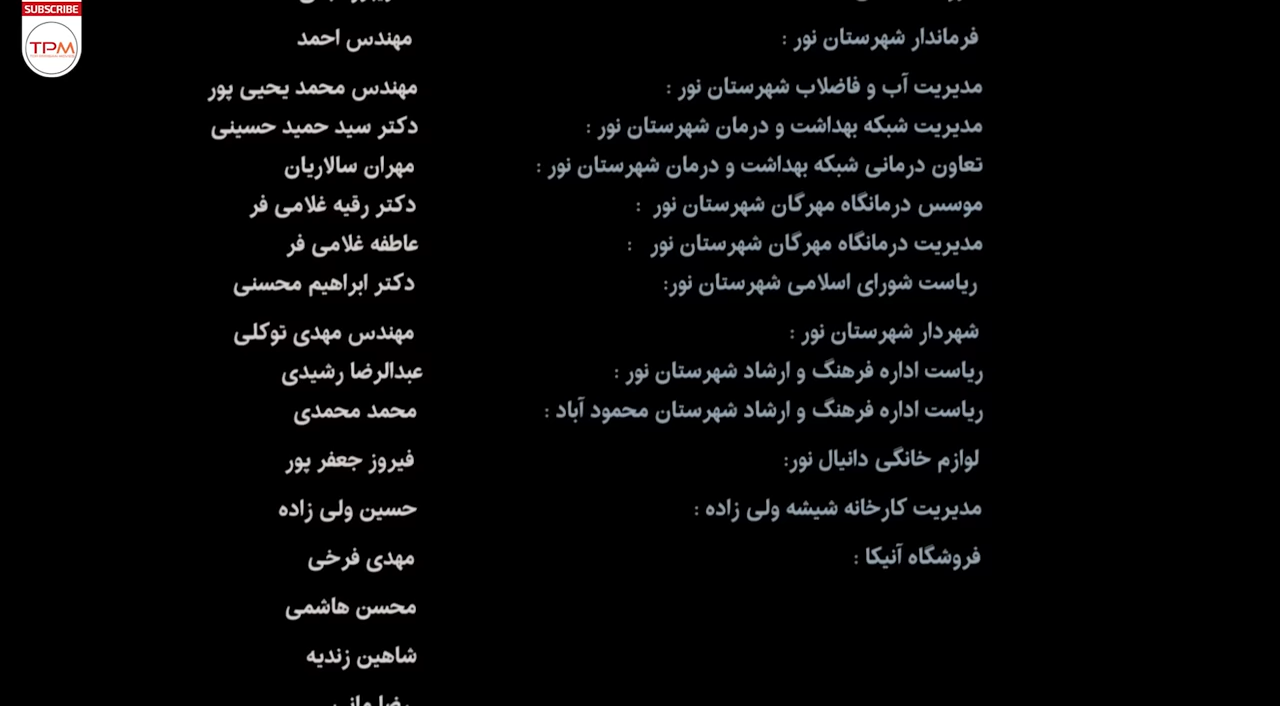 SUBSCRIBE
TPM
فرماندار شهرستان نور : مهندس احمد
مدیریت آب و فاضلاب شهرستان نور : مهندس محمد یحیی پور
مدیریت شبکه بهداشت و درمان شهرستان نور : دکتر سید حمید حسینی
تعاون درمانی شبکه بهداشت و درمان شهرستان نور : مهران سالاریان
موسس درمانگاه مهرگان شهرستان نور : دکتر رقیه غلامی فر
مدیریت درمانگاه مهرگان شهرستان نور : عاطفه غلامی فر
ریاست شورای اسلامی شهرستان نور: دکتر ابراهیم محسنی
شهردار شهرستان نور : مهندس مهدی توکلی
ریاست اداره فرهنگ و ارشاد شهرستان نور : عبدالرضا رشیدی
ریاست اداره فرهنگ و ارشاد شهرستان محمود آباد : محمد محمدی
لوازم خانگی دانیال نور: فیروز جعفر پور
مدیریت کارخانه شیشه ولی زاده : حسین ولی زاده
فروشگاه آنیکا : مهدی فرخی
محسن هاشمی
شاهین زندیه